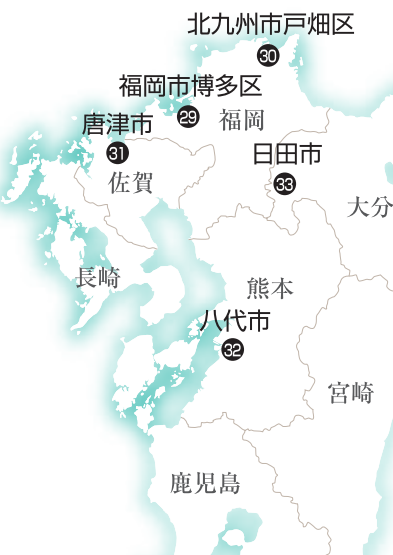 北九州市戸畑区
30
福岡市博多区
29
福岡
唐津市
31
佐賀
日田市
33
大分
長崎
熊本
八代市
32
宮崎
鹿児島